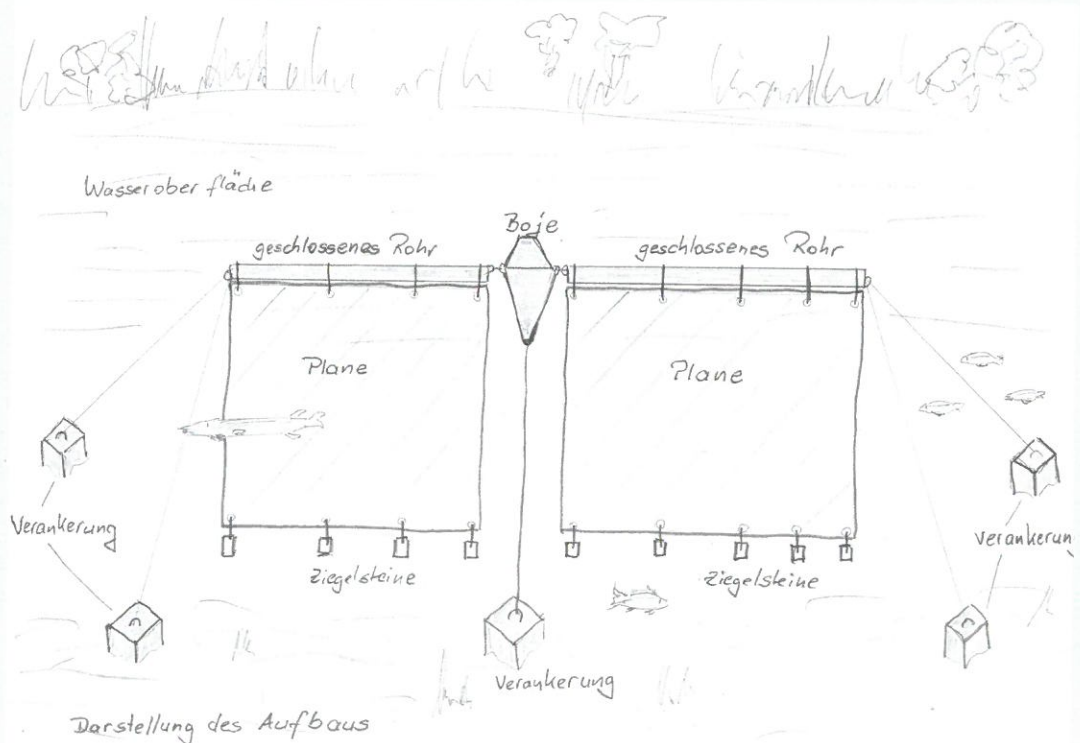 Wasseroberfläche
Boje
geschlossenes Rohr
geschlossenes Rohr
Plane
Plane
Verankerung
Verankerun
Ziegelsteine
Ziegelsteine
Verankerung
Darstellung des Aufbaus